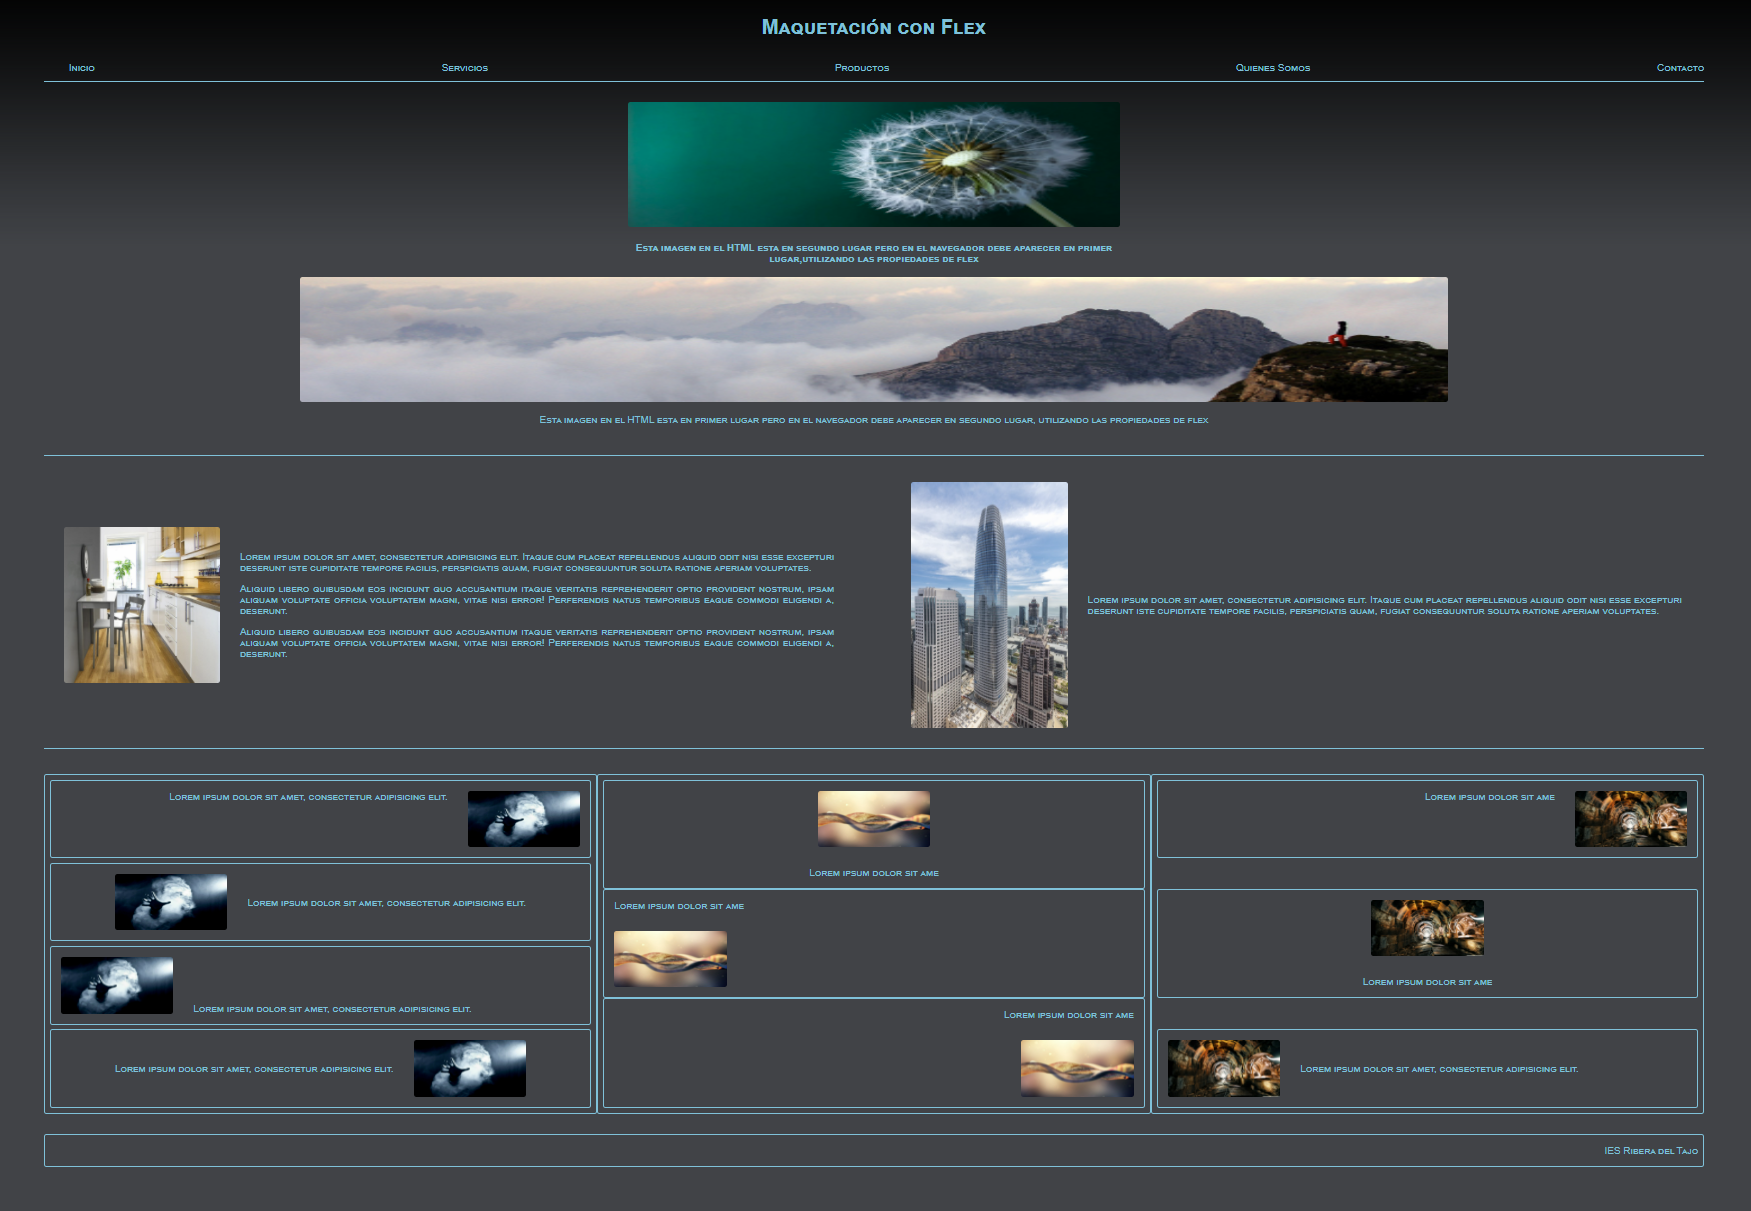 Maquetación con Flex
Inicio
Servicios
Productos
Quienes Somos
Contacto
Esta imagen en el HTML esta en segundo lugar pero en el navegador debe aparecer en primer
lugar,utilizando las propiedades de flex
Esta imagen en el HTML esta en primer lugar pero en el navegador debe aparecer en segundo lugar, utilizando las propiedades de flex
Lorem ipsum dolor sit amet, consectetur adipisicing elit. Itaque cum placeat repellendus aliquid odit nisi esse excepturi
deserunt iste cupiditate tempore facilis, perspiciatis quam, fugiat consequuntur soluta ratione aperiam voluptates.
Aliquid libero quibusdam eos incidunt quo accusantium itaque veritatis reprehenderit optio provident nostrum, ipsam
aliquam voluptate officia voluptatem magni, vitae nisi error! Perferendis natus temporibus eaque commodi eligendi a,
deserunt.
Aliquid libero quibusdam eos incidunt quo accusantium itaque veritatis reprehenderit optio provident nostrum, ipsam
aliquam voluptate officia voluptatem magni, vitae nisi error! Perferendis natus temporibus eaque commodi eligendi a,
deserunt.
Lorem ipsum dolor sit amet, consectetur adipisicing elit. Itaque cum placeat repellendus aliquid odit nisi esse excepturi
deserunt iste cupiditate tempore facilis, perspiciatis quam, fugiat consequuntur soluta ratione aperiam voluptates.
Lorem ipsum dolor sit amet, consectetur adipisicing elit.
Lorem ipsum dolor sit amet, consectetur adipisicing elit.
Lorem ipsum dolor sit amet, consectetur adipisicing elit.
Lorem ipsum dolor sit amet, consectetur adipisicing elit.
Lorem ipsum dolor sit ame
Lorem ipsum dolor sit ame
Lorem ipsum dolor sit ame
Lorem ipsum dolor sit ame
Lorem ipsum dolor sit ame
Lorem ipsum dolor sit amet, consectetur adipisicing elit.
IES Ribera del Tajo